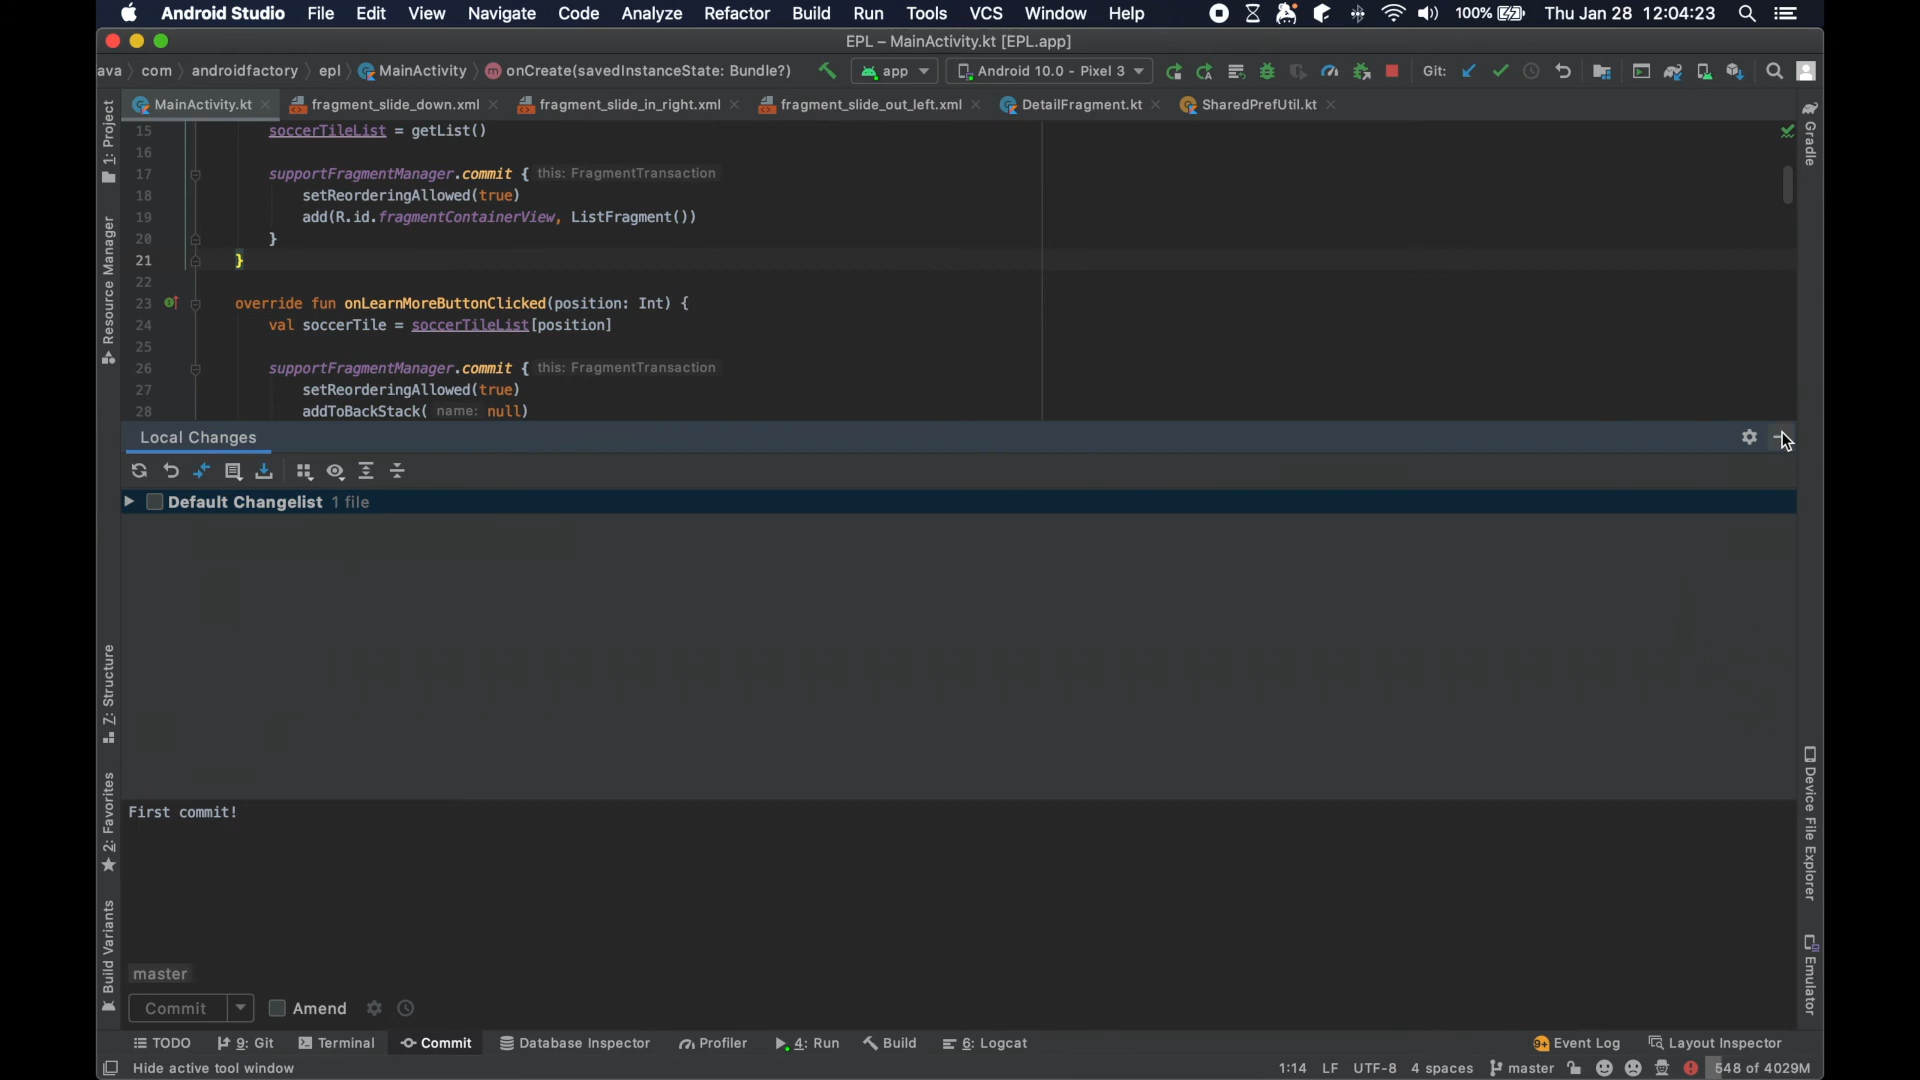 Android Studio File Edit View Navigate Code Analyze Refactor Build Run Tools VCS Window Help 100% Thu Jan 28 12:04:23
EPL – MainActivity.kt [EPL.app]
ava com androidfactory epl MainActivity onCreate(savedInstanceState: Bundle?) app Android 10.0 - Pixel 3 Git:
MainActivity.kt fragment_slide_down.xml fragment_slide_in_right.xml fragment_slide_out_left.xml DetailFragment.kt SharedPrefUtil.kt
1: Project
Resource Manager
Z: Structure
2: Favorites
Build Variants
15 soccerTileList = getList()
16
17 supportFragmentManager.commit { this: FragmentTransaction
18 setReorderingAllowed(true)
19 add(R.id.fragmentContainerView, ListFragment())
20 }
21 }
22
23 override fun onLearnMoreButtonClicked(position: Int) {
24 val soccerTile = soccerTileList[position]
25
26 supportFragmentManager.commit { this: FragmentTransaction
27 setReorderingAllowed(true)
28 addToBackStack( name: null)
Gradle
Device File Explorer
Emulator
Local Changes
Default Changelist 1 file
First commit!
master
Commit Amend
TODO 9: Git Terminal Commit Database Inspector Profiler 4: Run Build 6: Logcat 9+ Event Log Layout Inspector
Hide active tool window 1:14 LF UTF-8 4 spaces master 548 of 4029M